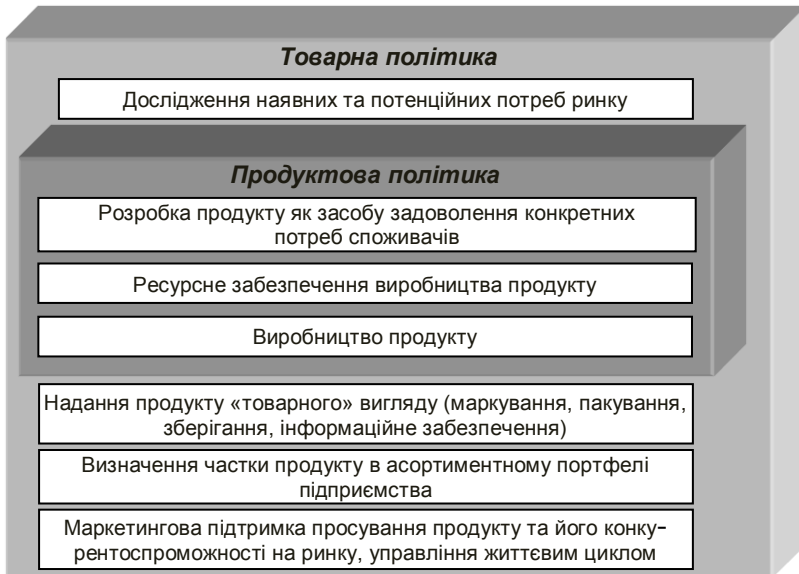 Товарна політика
Дослідження наявних та потенційних потреб ринку
Продуктова політика
Розробка продукту як засобу задоволення конкретних
потреб споживачів
Ресурсне забезпечення виробництва продукту
Виробництво продукту
Надання продукту «товарного» вигляду (маркування, пакування,
зберігання, інформаційне забезпечення)
Визначення частки продукту в асортиментному портфелі
підприємства
Маркетингова підтримка просування продукту та його конку-
рентоспроможності на ринку, управління життєвим циклом